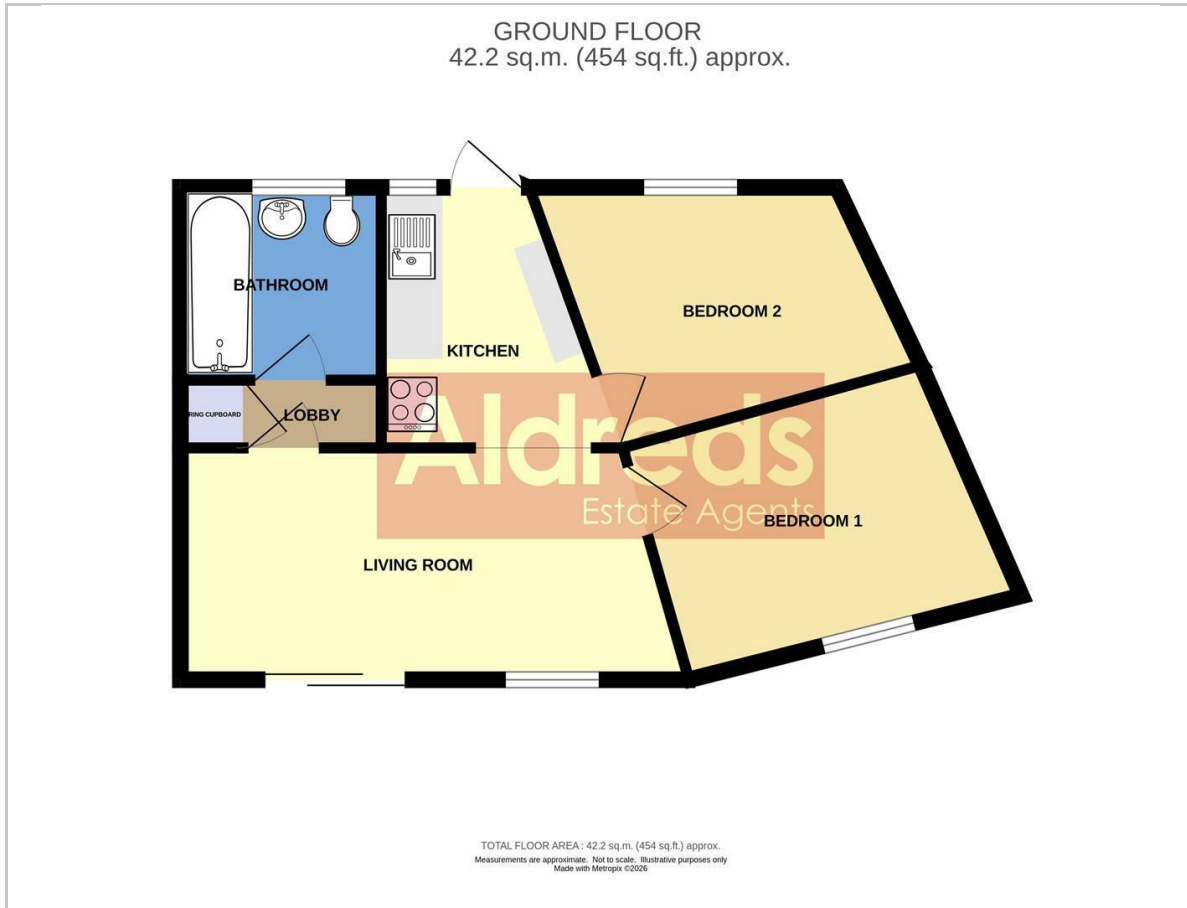 GROUND FLOOR
42.2 sq.m. (454 sq.ft.) approx.
BATHROOM
BEDROOM 2
KITCHEN
RING CUPBOARD
LOBBY
Aldreds
Estate Agents
BEDROOM 1
LIVING ROOM
TOTAL FLOOR AREA : 42.2 sq.m. (454 sq.ft.) approx.
Measurements are approximate. Not to scale. Illustrative purposes only
Made with Metropix ©2026